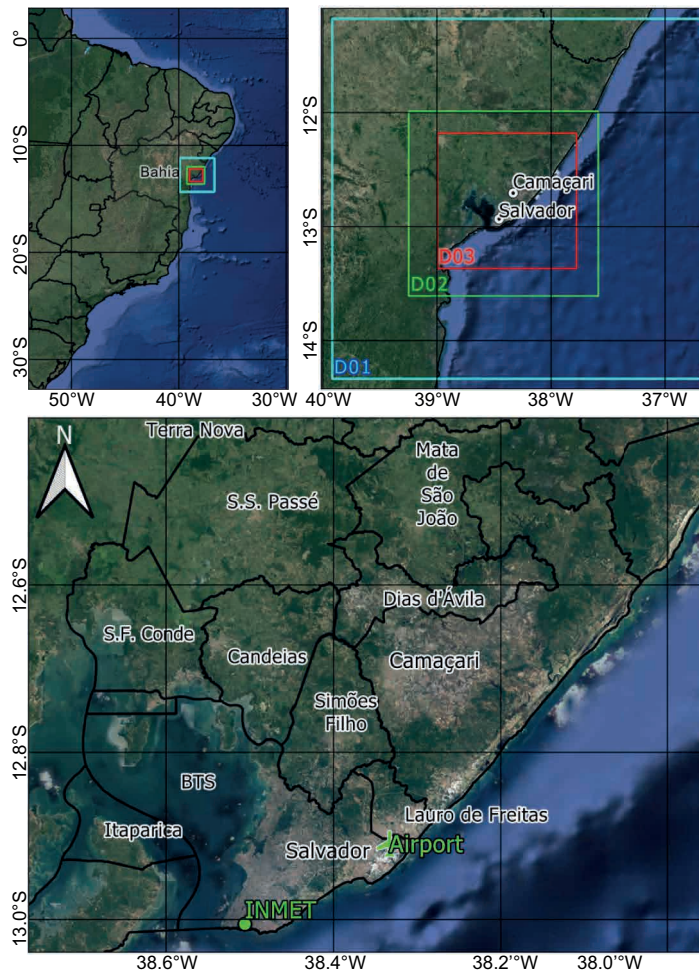 0°
10°S
20°S
30°S
Bahia
50°W
40°W
30°W
12°S
13°S
14°S
Camaçari
Salvador
D03
D02
D01
40°W
39°W
38°W
37°W
N
Terra Nova
Mata
de
São
João
S.S. Passé
12.6°S
Dias d'Ávila
S.F. Conde
Candeias
Camaçari
Simões
Filho
12.8°S
BTS
Lauro de Freitas
Itaparica
Salvador
Airport
INMET
13.0°S
38.6°W
38.4°W
38.2°W
38.0°W